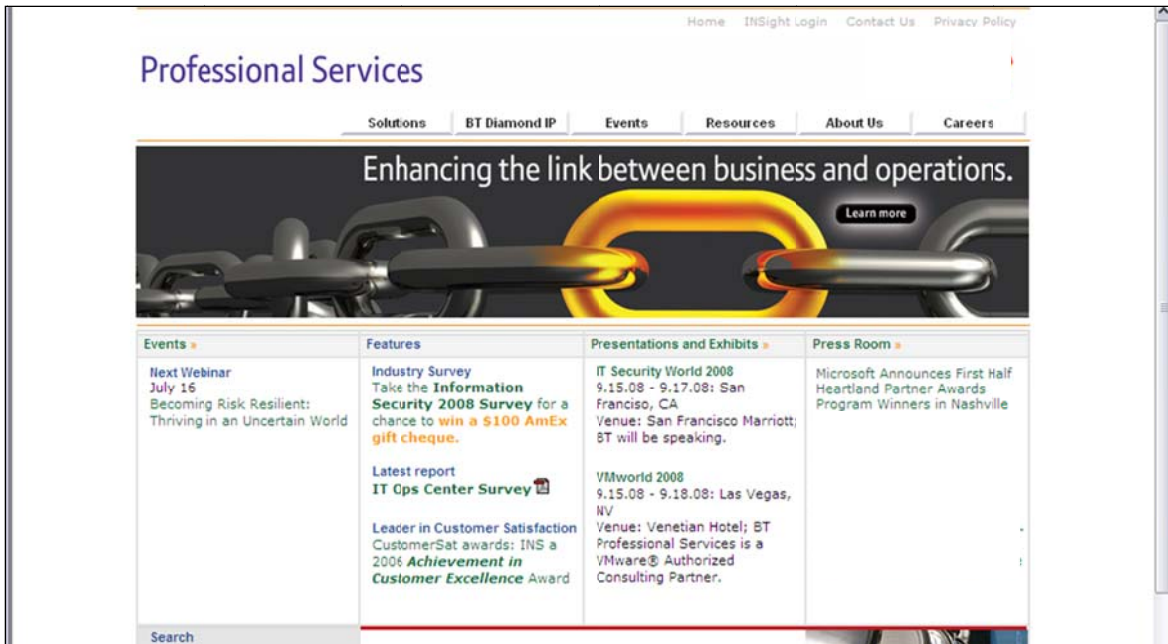 Home INSight Login Contact Us Privacy Policy
Professional Services
Solutions BT Diamond IP Events Resources About Us Careers
Enhancing the link between business and operations.
Learn more
Events »
Next Webinar
July 16
Becoming Risk Resilient:
Thriving in an Uncertain World
Features
Industry Survey
Take the Information
Security 2008 Survey for a
chance to win a $100 AmEx
gift cheque.
Latest report
IT Ops Center Survey
Leader in Customer Satisfaction
CustomerSat awards: INS a
2006 Achievement in
Customer Excellence Award
Presentations and Exhibits »
IT Security World 2008
9.15.08 - 9.17.08: San
Franciso, CA
Venue: San Francisco Marriott;
BT will be speaking.
VMworld 2008
9.15.08 - 9.18.08: Las Vegas,
NV
Venue: Venetian Hotel; BT
Professional Services is a
VMware® Authorized
Consulting Partner.
Press Room »
Microsoft Announces First Half
Heartland Partner Awards
Program Winners in Nashville
Search